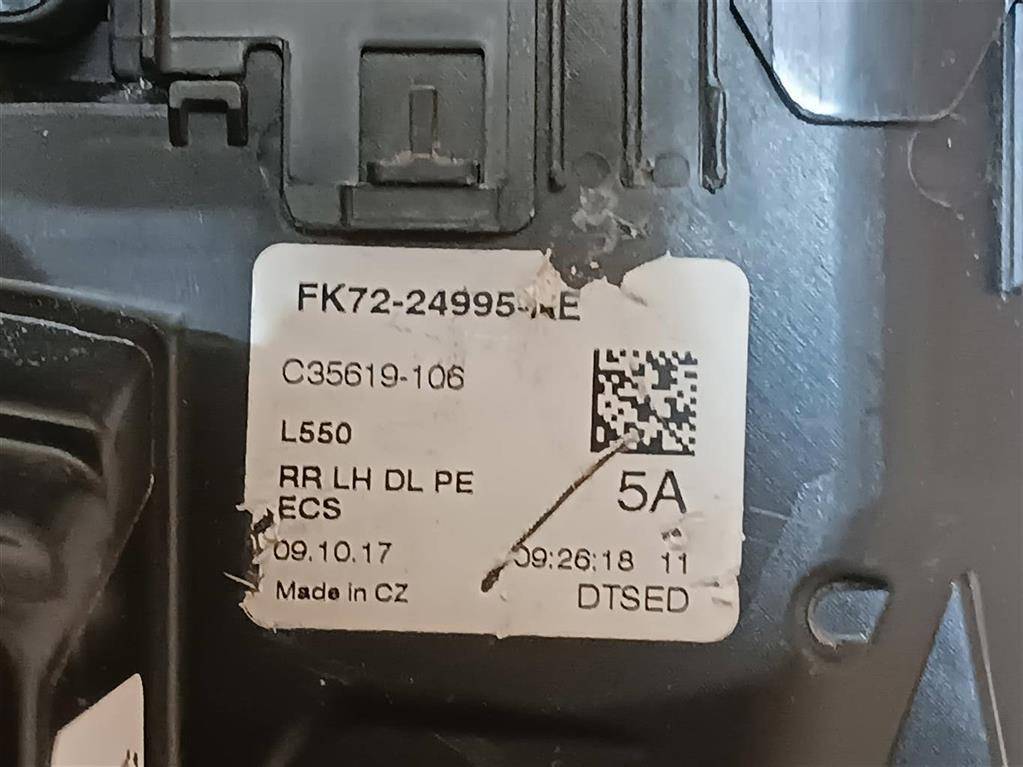 FK72-24995-
C35619-106
L550
RR LH DL PE
ECS
5A
09.10.17
09:26:18 11
Made in CZ
DTSED